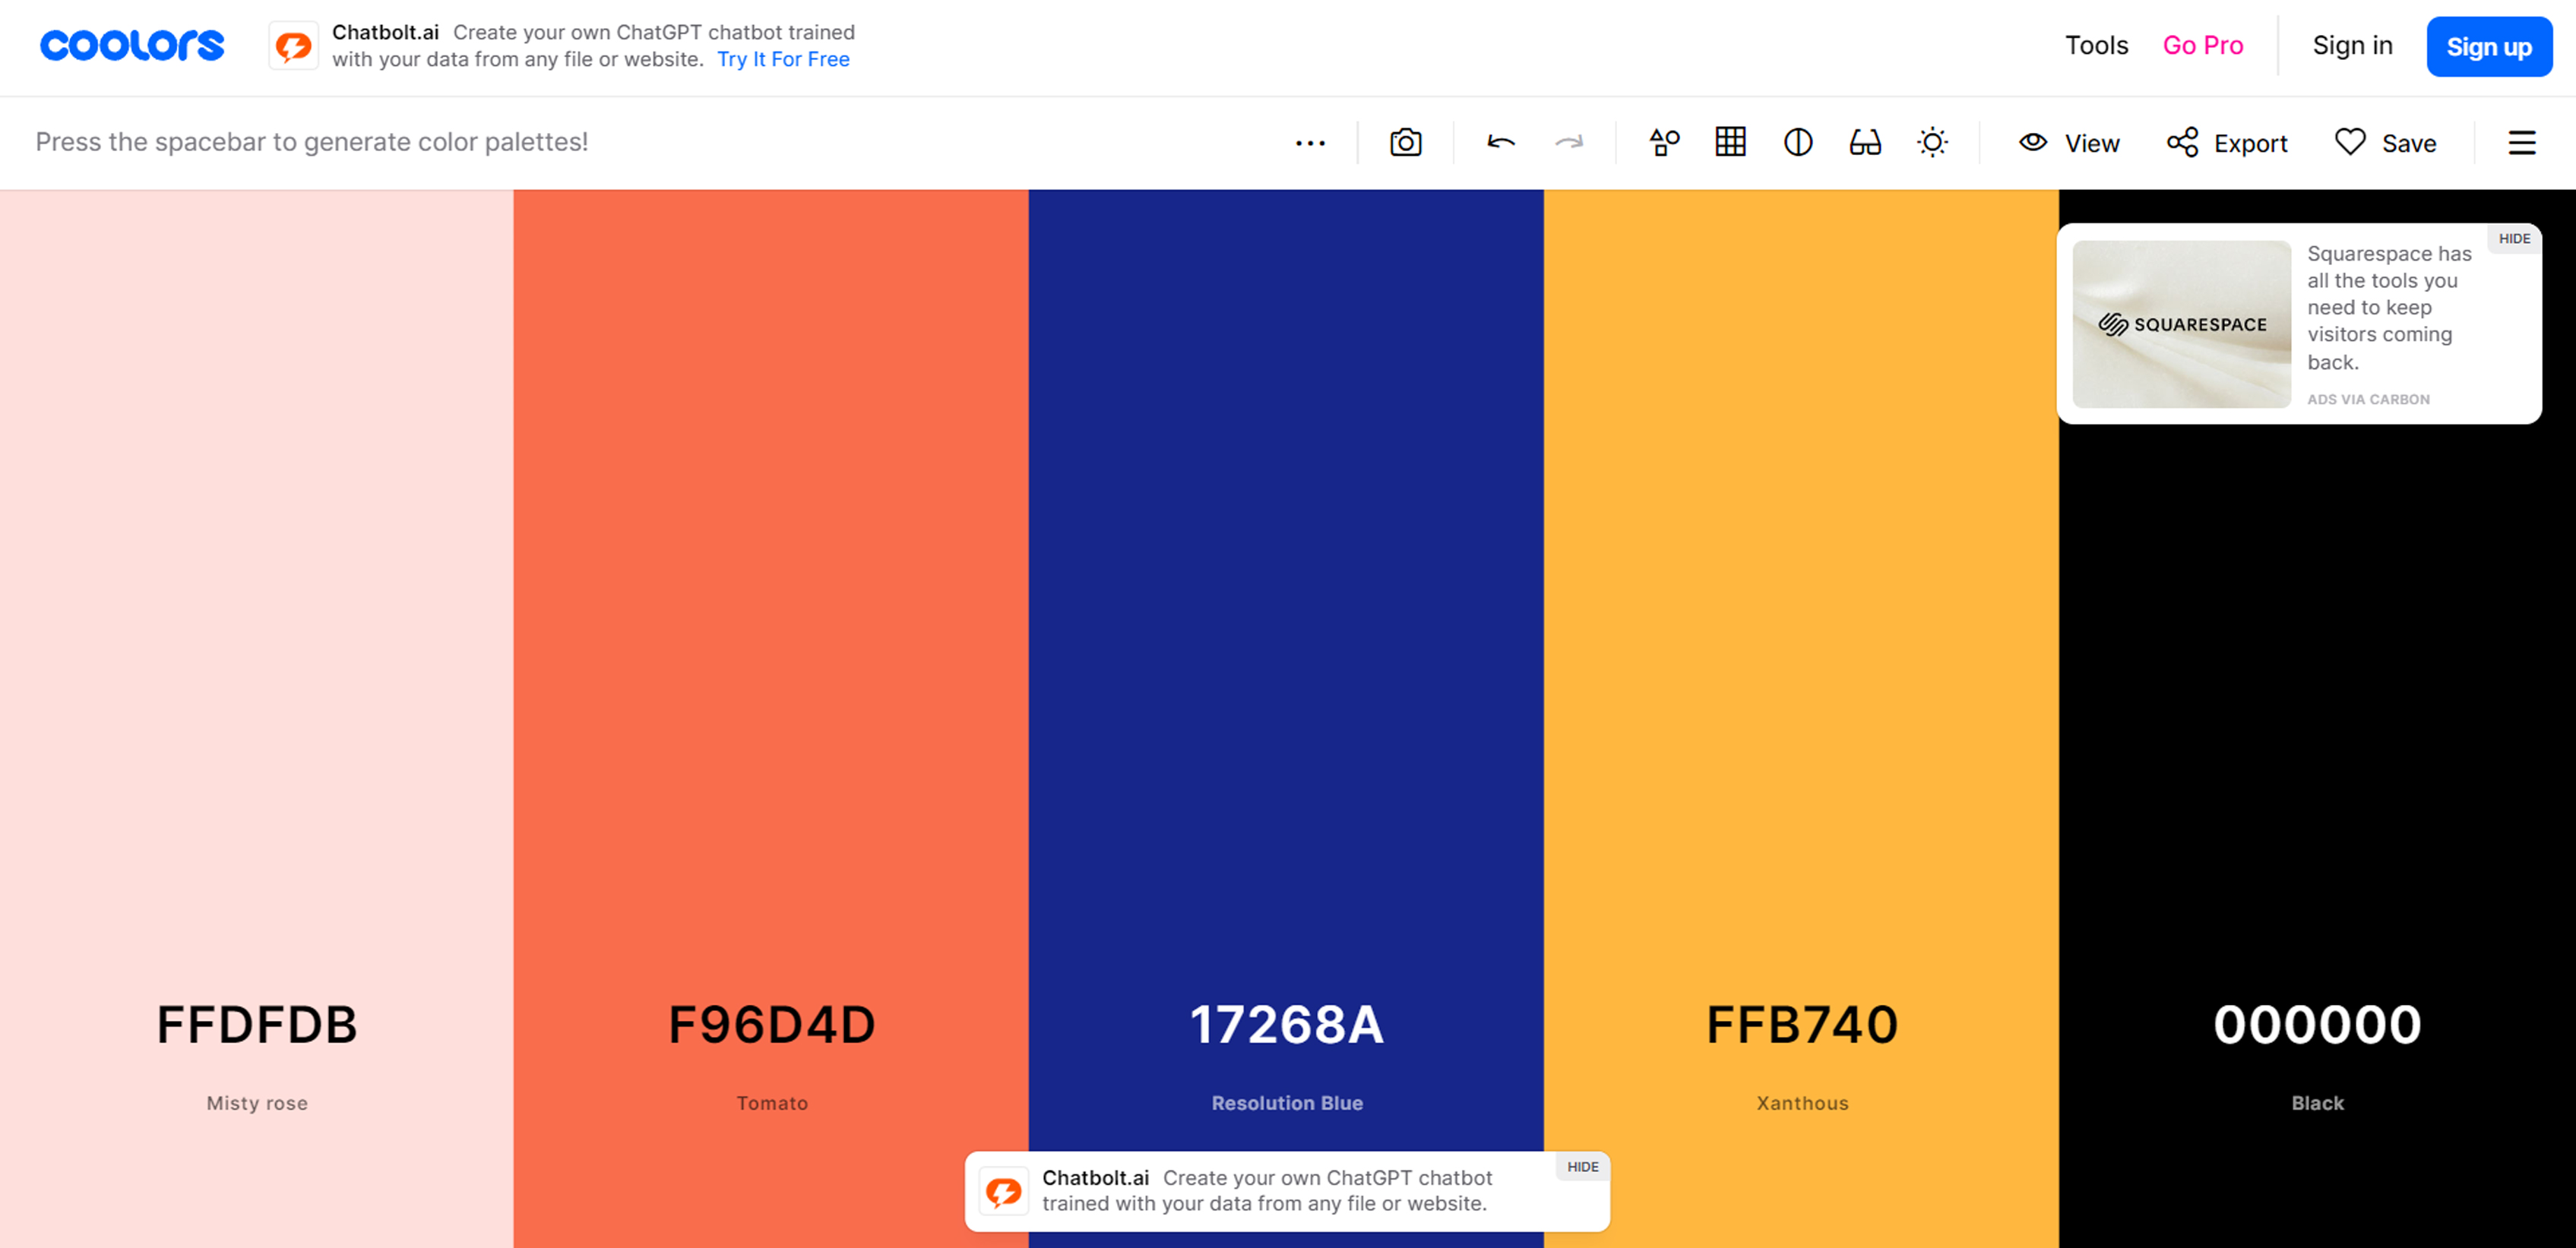 coolors
Chatbolt.ai Create your own ChatGPT chatbot trained
with your data from any file or website. Try It For Free
Tools Go Pro Sign in Sign up
Press the spacebar to generate color palettes!
View Export Save
HIDE
Squarespace has
all the tools you
need to keep
visitors coming
back.
SQUARESPACE
ADS VIA CARBON
FFDFDB
Misty rose
F96D4D
Tomato
17268A
Resolution Blue
FFB740
Xanthous
000000
Black
Chatbolt.ai Create your own ChatGPT chatbot
trained with your data from any file or website.
HIDE